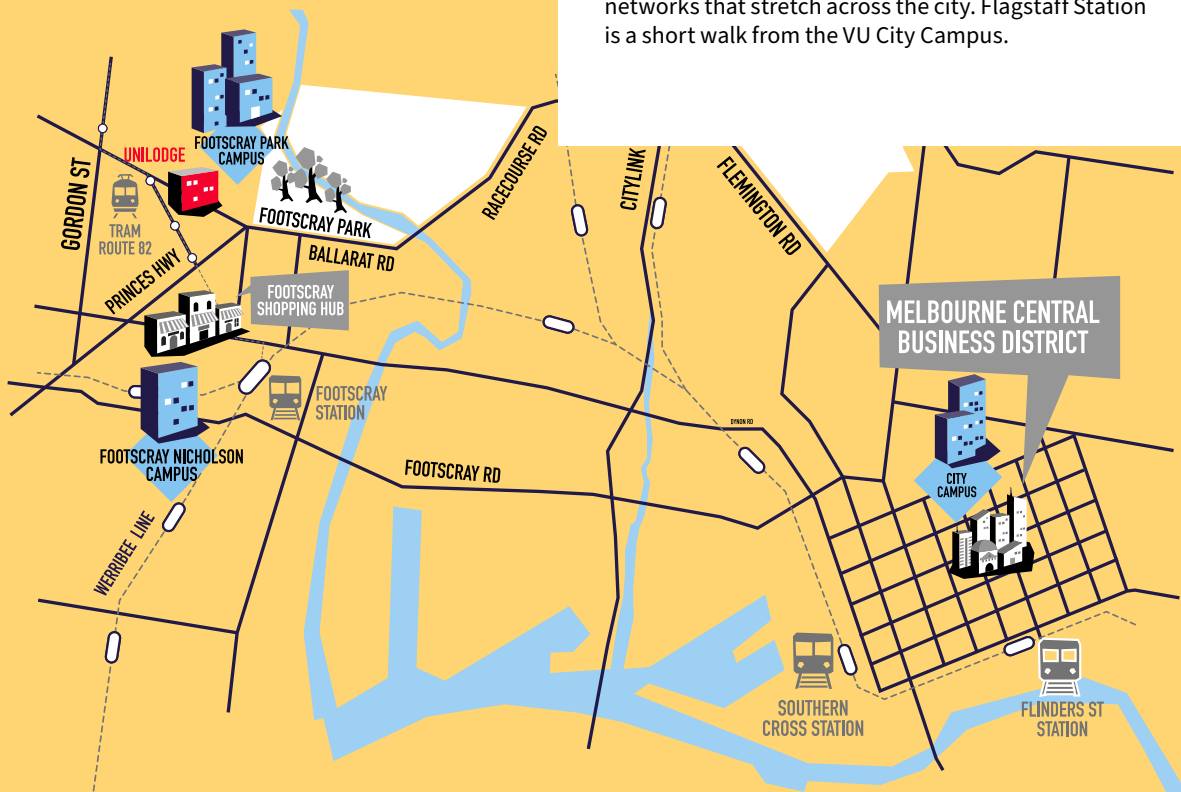 networks that stretch across the city. Flagstaff Station
is a short walk from the VU City Campus.
FOOTSCRAY PARK
CAMPUS
UNILODGE
GORDON ST
TRAM
ROUTE 82
PRINCES HWY
FOOTSCRAY PARK
BALLARAT RD
RACECOURSE RD
CITYLINK
FLEMINGTON RD
FOOTSCRAY
SHOPPING HUB
MELBOURNE CENTRAL
BUSINESS DISTRICT
FOOTSCRAY
STATION
DYNON RD
FOOTSCRAY NICHOLSON
CAMPUS
FOOTSCRAY RD
CITY
CAMPUS
WERRIBEE LINE
SOUTHERN
CROSS STATION
FLINDERS ST
STATION